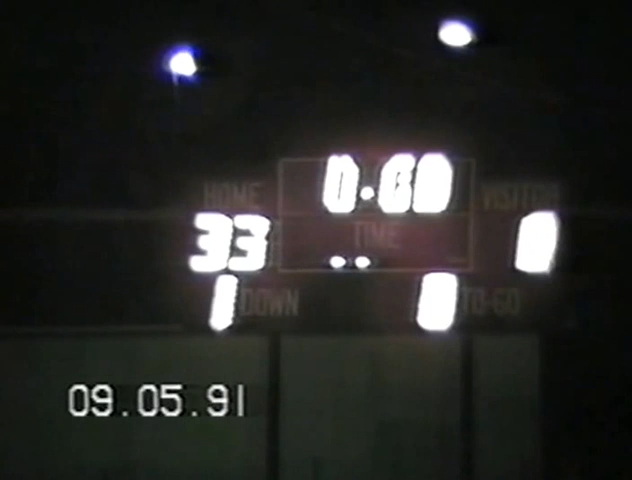 0.00
HOME VISITOR
33 TIME 0
1 DOWN 0 TO GO
09.05.91